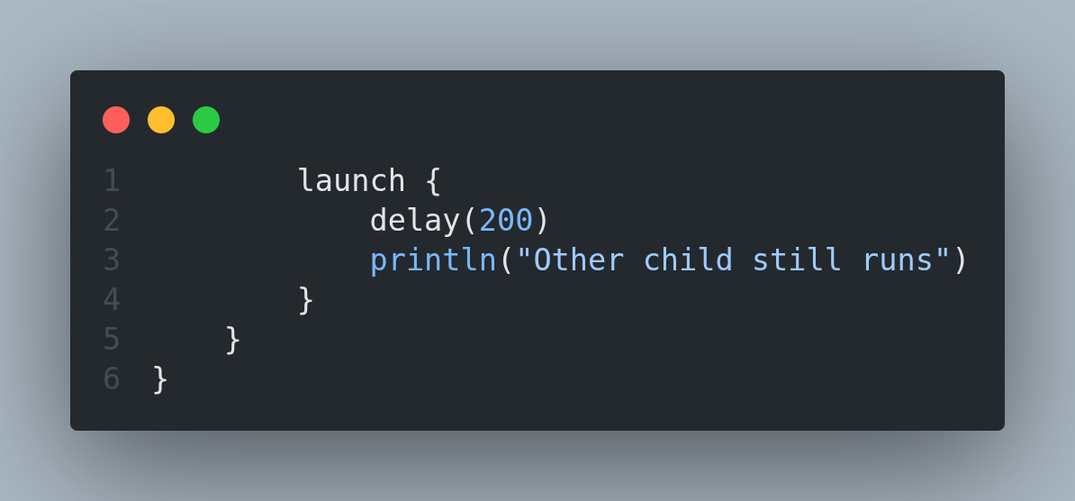 1         launch {
2             delay(200)
3             println("Other child still runs")
4         }
5     }
6 }